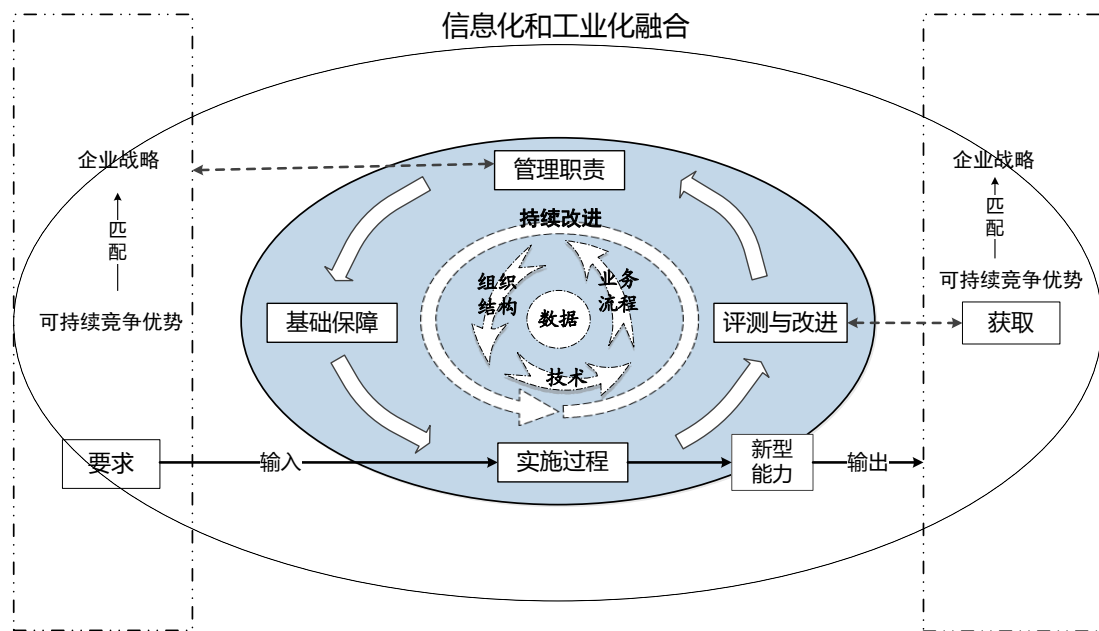 信息化和工业化融合
企业战略
匹
配
可持续竞争优势
要求
输入
管理职责
持续改进
组织
结构
业务
流程
数据
技术
基础保障
评测与改进
实施过程
新型
能力
输出
企业战略
匹
配
可持续竞争优势
获取